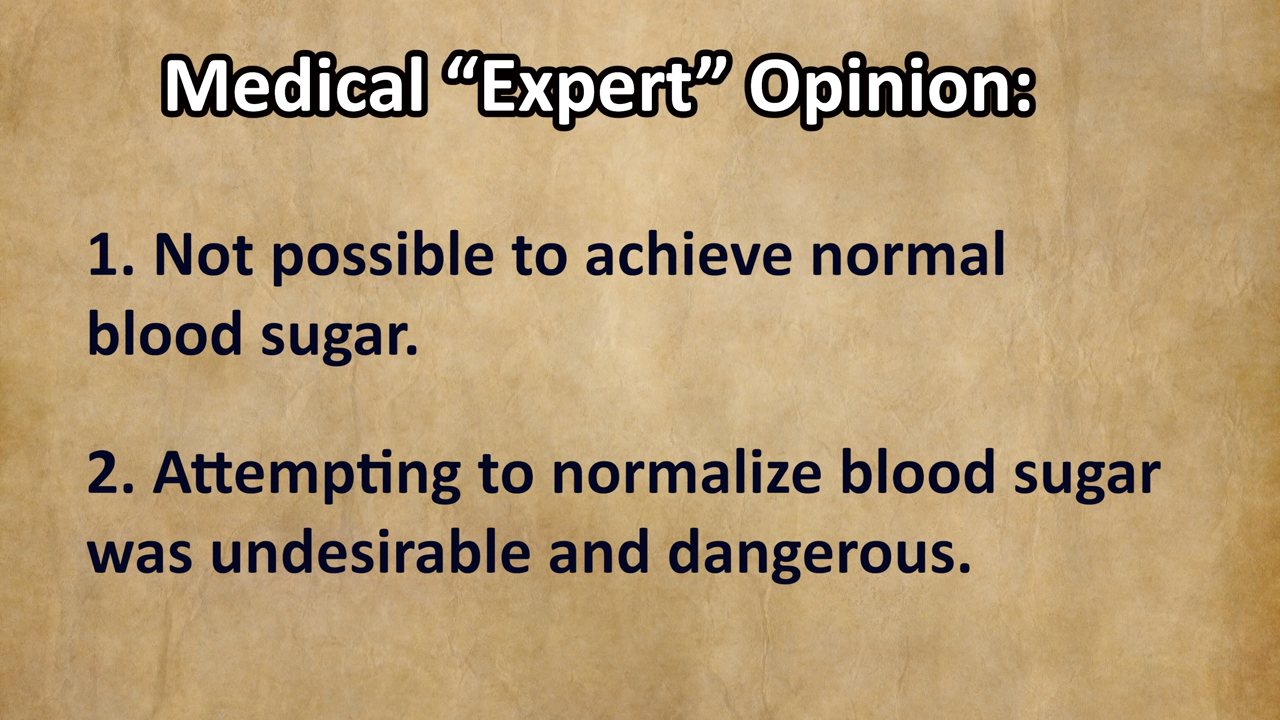 Medical “Expert” Opinion:
1. Not possible to achieve normal
blood sugar.
2. Attempting to normalize blood sugar
was undesirable and dangerous.